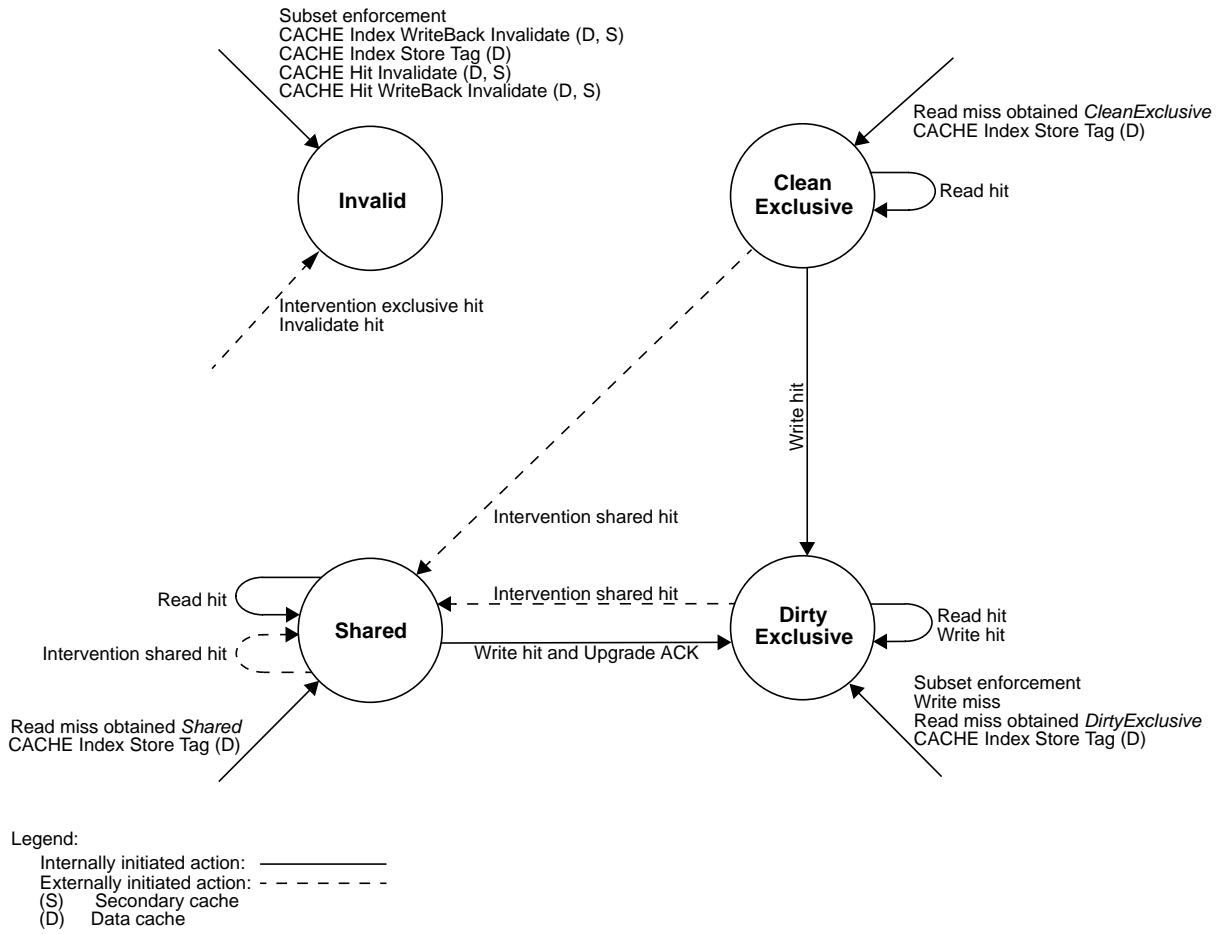 Subset enforcement
CACHE Index WriteBack Invalidate (D, S)
CACHE Index Store Tag (D)
CACHE Hit Invalidate (D, S)
CACHE Hit WriteBack Invalidate (D, S)
Read miss obtained CleanExclusive
CACHE Index Store Tag (D)
Invalid
Clean
Exclusive
Read hit
Intervention exclusive hit
Invalidate hit
Write hit
Intervention shared hit
Read hit
Intervention shared hit
Shared
Intervention shared hit
Write hit and Upgrade ACK
Dirty
Exclusive
Read hit
Write hit
Read miss obtained Shared
CACHE Index Store Tag (D)
Subset enforcement
Write miss
Read miss obtained DirtyExclusive
CACHE Index Store Tag (D)
Legend:
Internally initiated action:
Externally initiated action:
(S) Secondary cache
(D) Data cache